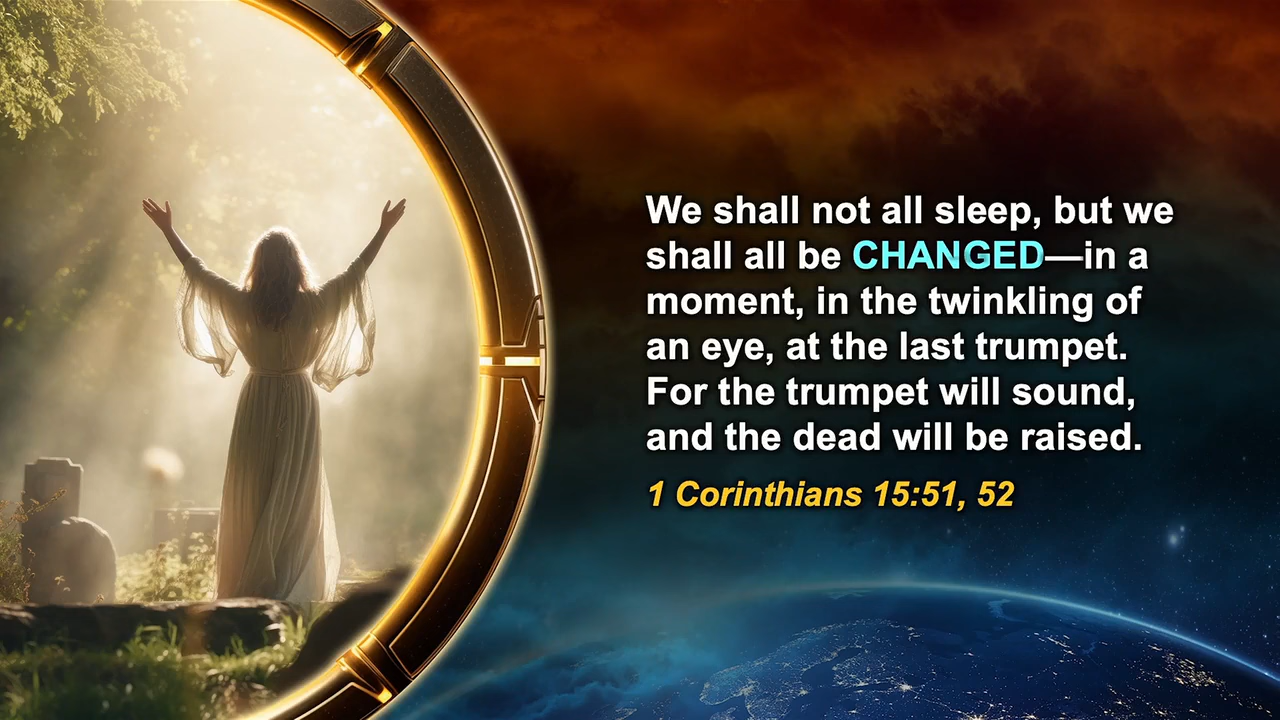 We shall not all sleep, but we
shall all be CHANGED—in a
moment, in the twinkling of
an eye, at the last trumpet.
For the trumpet will sound,
and the dead will be raised.
1 Corinthians 15:51, 52